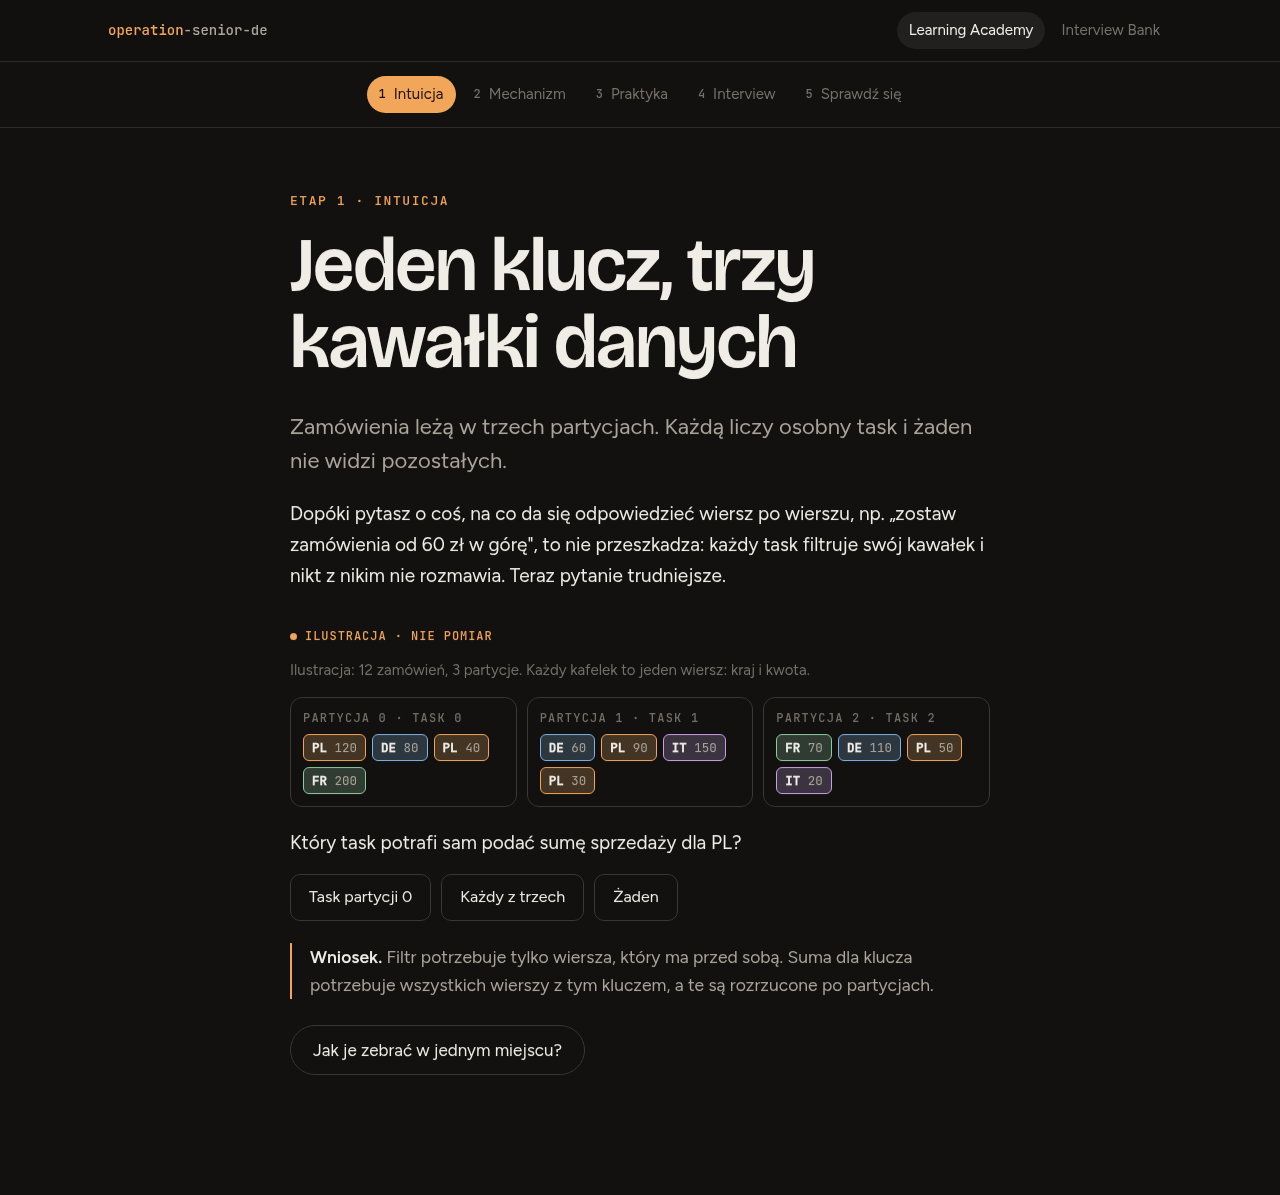 operation-senior-de
Learning Academy
Interview Bank
1 Intuicja
2 Mechanizm
3 Praktyka
4 Interview
5 Sprawdź się
ETAP 1 · INTUICJA
Jeden klucz, trzy
kawałki danych
Zamówienia leżą w trzech partycjach. Każdą liczy osobny task i żaden
nie widzi pozostałych.
Dopóki pytasz o coś, na co da się odpowiedzieć wiersz po wierszu, np. „zostaw
zamówienia od 60 zł w górę", to nie przeszkadza: każdy task filtruje swój kawałek i
nikt z nikim nie rozmawia. Teraz pytanie trudniejsze.
ILUSTRACJA · NIE POMIAR
Ilustracja: 12 zamówień, 3 partycje. Każdy kafelek to jeden wiersz: kraj i kwota.
PARTYCJA 0 · TASK 0
PL 120 DE 80 PL 40
FR 200
PARTYCJA 1 · TASK 1
DE 60 PL 90 IT 150
PL 30
PARTYCJA 2 · TASK 2
FR 70 DE 110 PL 50
IT 20
Który task potrafi sam podać sumę sprzedaży dla PL?
Task partycji 0
Każdy z trzech
Żaden
Wniosek. Filtr potrzebuje tylko wiersza, który ma przed sobą. Suma dla klucza
potrzebuje wszystkich wierszy z tym kluczem, a te są rozrzucone po partycjach.
Jak je zebrać w jednym miejscu?